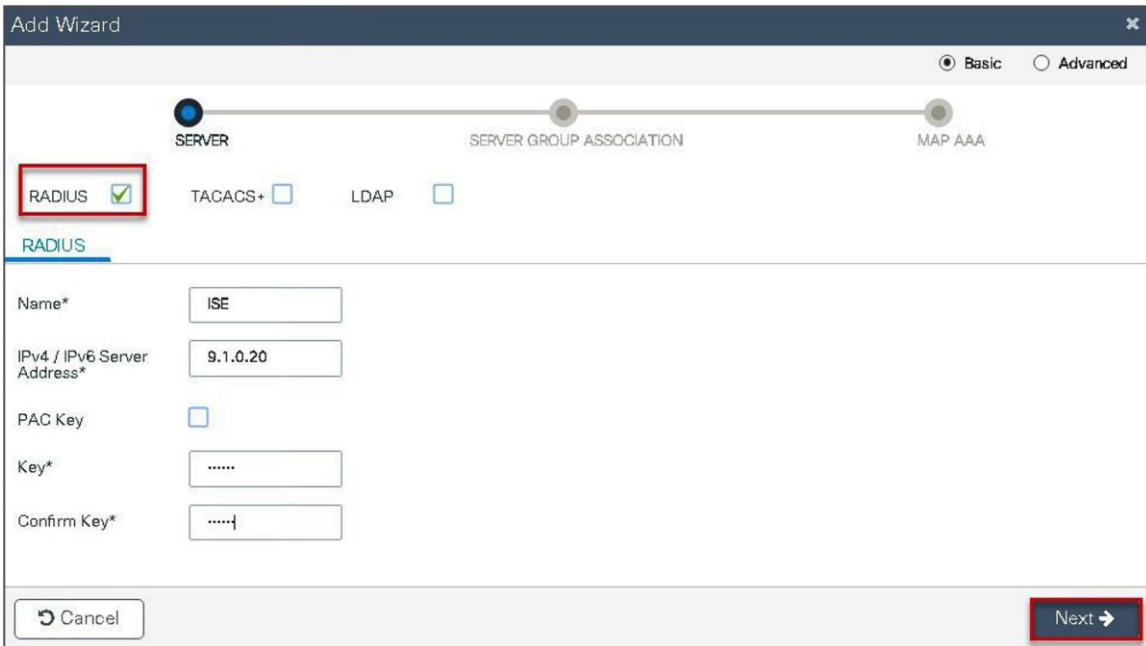 Add Wizard
Basic Advanced
SERVER SERVER GROUP ASSOCIATION MAP AAA
RADIUS TACACS+ LDAP
RADIUS
Name* ISE
IPv4 / IPv6 Server
Address* 9.1.0.20
PAC Key
Key* ······
Confirm Key* ······
Cancel Next